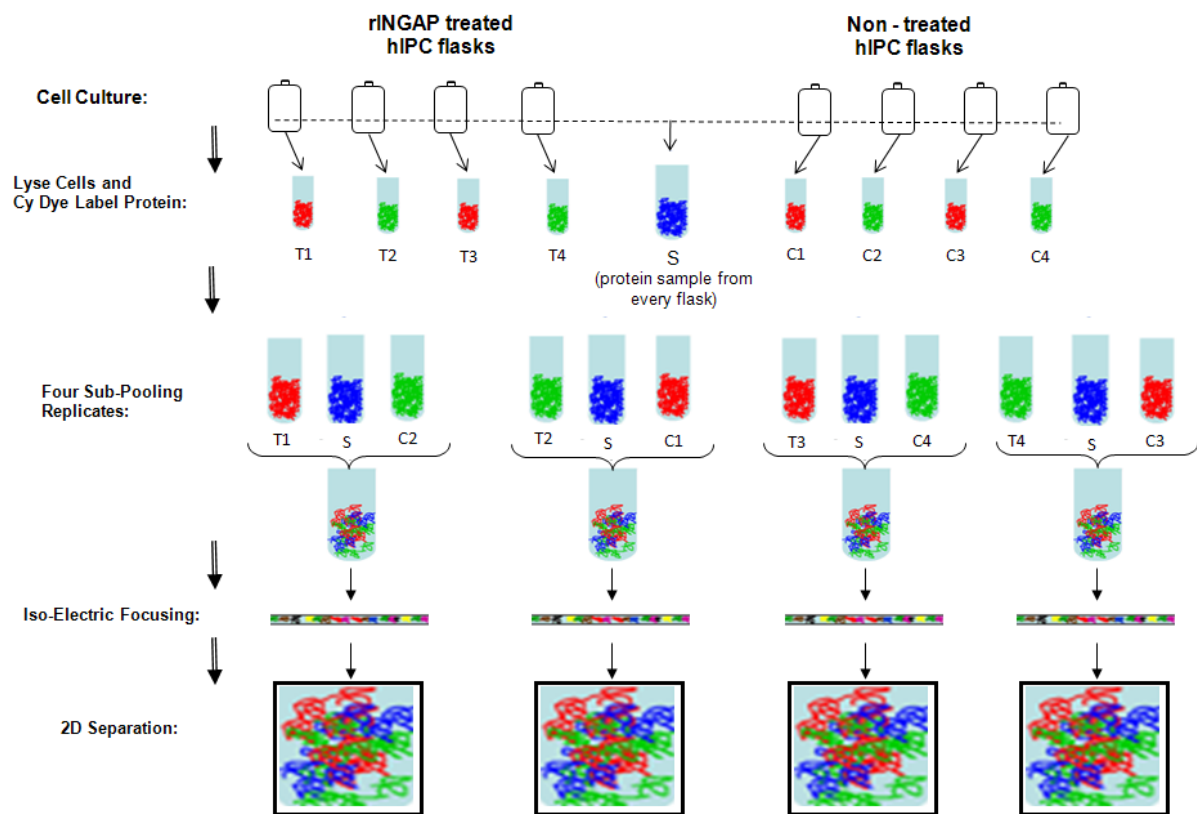 rINGAP treated
hIPC flasks
Non - treated
hIPC flasks
Cell Culture:
Lyse Cells and
Cy Dye Label Protein:
T1 T2 T3 T4 S C1 C2 C3 C4
(protein sample from
every flask)
Four Sub-Pooling
Replicates:
T1 S C2 T2 S C1 T3 S C4 T4 S C3
Iso-Electric Focusing:
2D Separation: